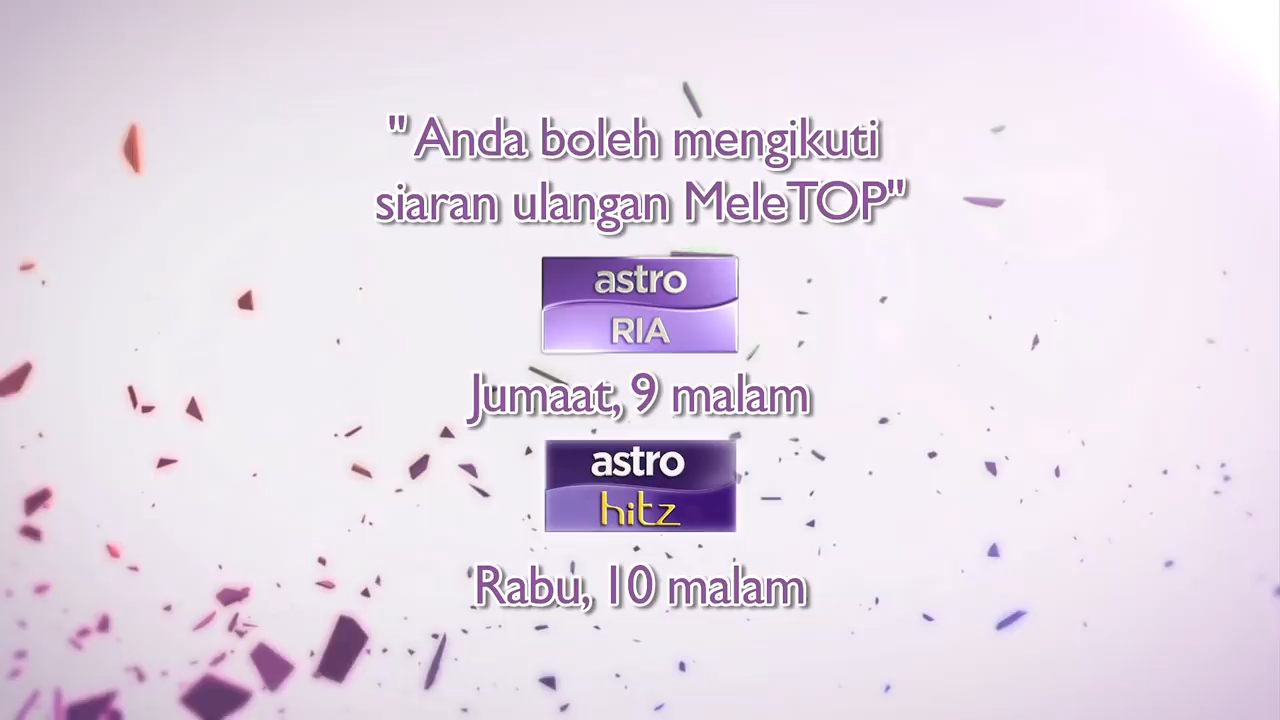 "Anda boleh mengikuti
siaran ulangan MeleTOP"
astro
RIA
Jumaat, 9 malam
astro
hitz
Rabu, 10 malam